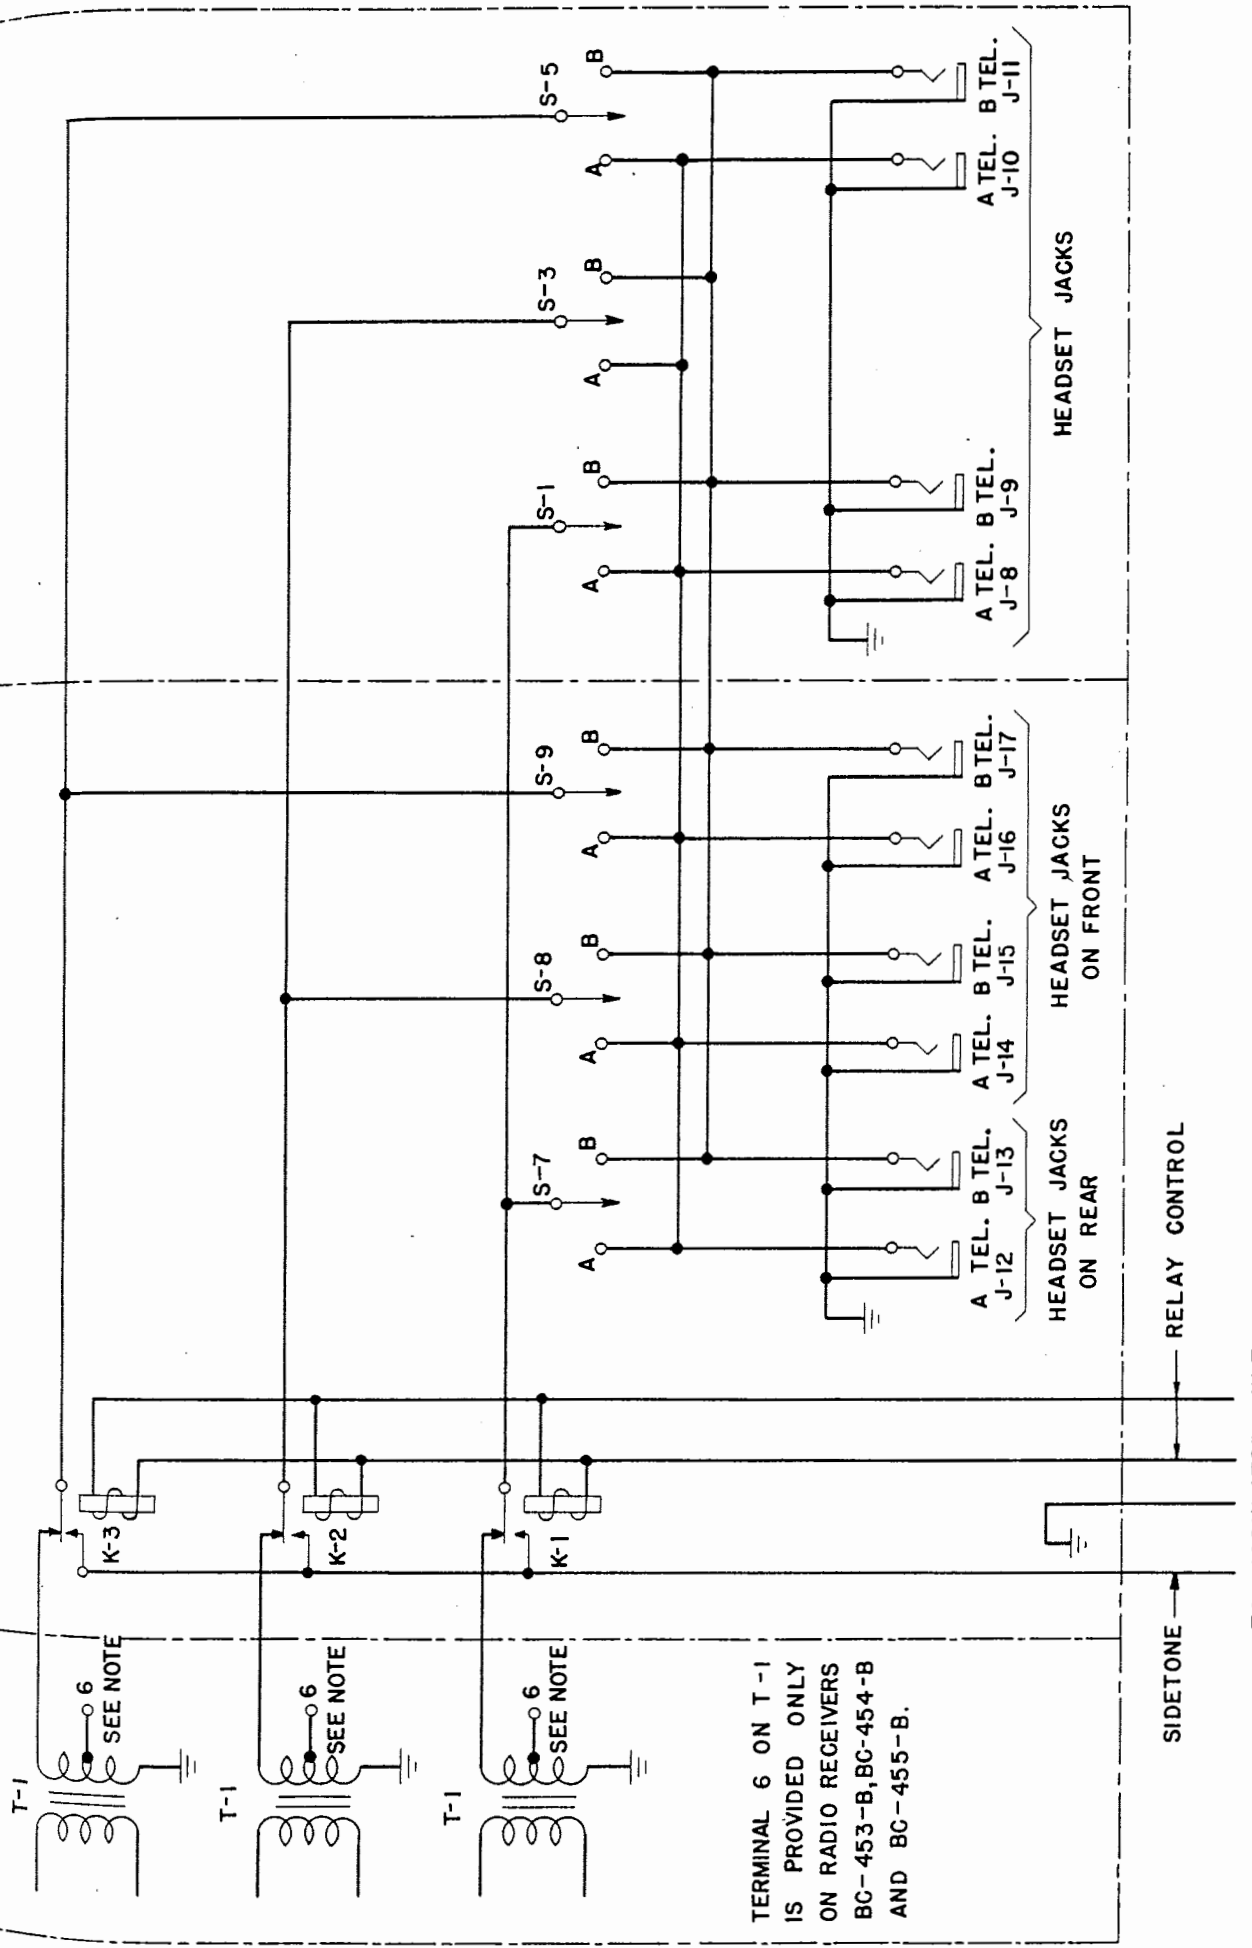 T-1
6
SEE NOTE
T-1
6
SEE NOTE
T-1
6
SEE NOTE
K-3
K-2
K-1
TERMINAL 6 ON T-1
IS PROVIDED ONLY
ON RADIO RECEIVERS
BC-453-B, BC-454-B
AND BC-455-B.
SIDETONE
RELAY CONTROL
S-7
A
B
S-8
A
B
S-9
A
B
S-1
A
B
S-3
A
B
S-5
A
B
A TEL.
J-12
B TEL.
J-13
HEADSET JACKS
ON REAR
A TEL.
J-14
B TEL.
J-15
A TEL.
J-16
B TEL.
J-17
HEADSET JACKS
ON FRONT
A TEL.
J-8
B TEL.
J-9
A TEL.
J-10
B TEL.
J-11
HEADSET JACKS